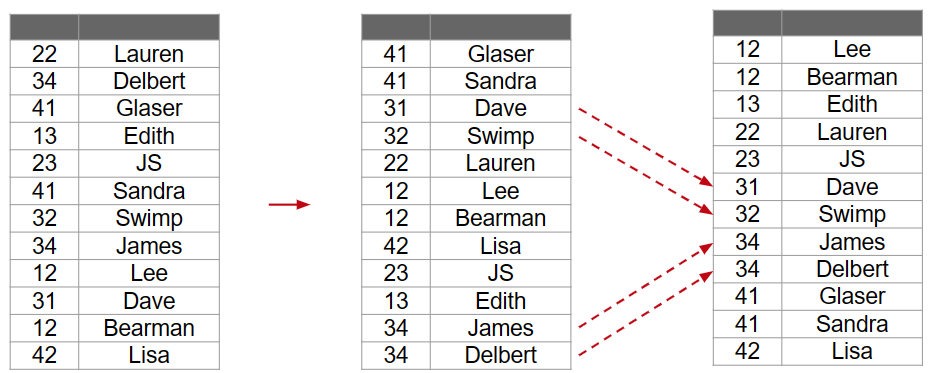 22 Lauren
34 Delbert
41 Glaser
13 Edith
23 JS
41 Sandra
32 Swimp
34 James
12 Lee
31 Dave
12 Bearman
42 Lisa
41 Glaser
41 Sandra
31 Dave
32 Swimp
22 Lauren
12 Lee
12 Bearman
42 Lisa
23 JS
13 Edith
34 James
34 Delbert
12 Lee
12 Bearman
13 Edith
22 Lauren
23 JS
31 Dave
32 Swimp
34 James
34 Delbert
41 Glaser
41 Sandra
42 Lisa